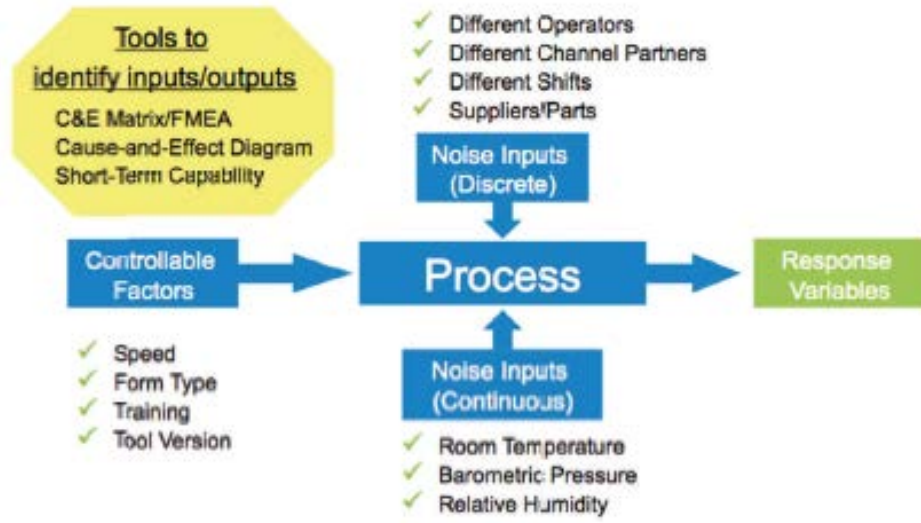 Tools to
identify inputs/outputs
C&E Matrix/FMEA
Cause-and-Effect Diagram
Short-Term Capability
Different Operators
Different Channel Partners
Different Shifts
Suppliers/Parts
Noise Inputs
(Discrete)
Controllable
Factors
Process
Response
Variables
Speed
Form Type
Training
Tool Version
Noise Inputs
(Continuous)
Room Temperature
Barometric Pressure
Relative Humidity